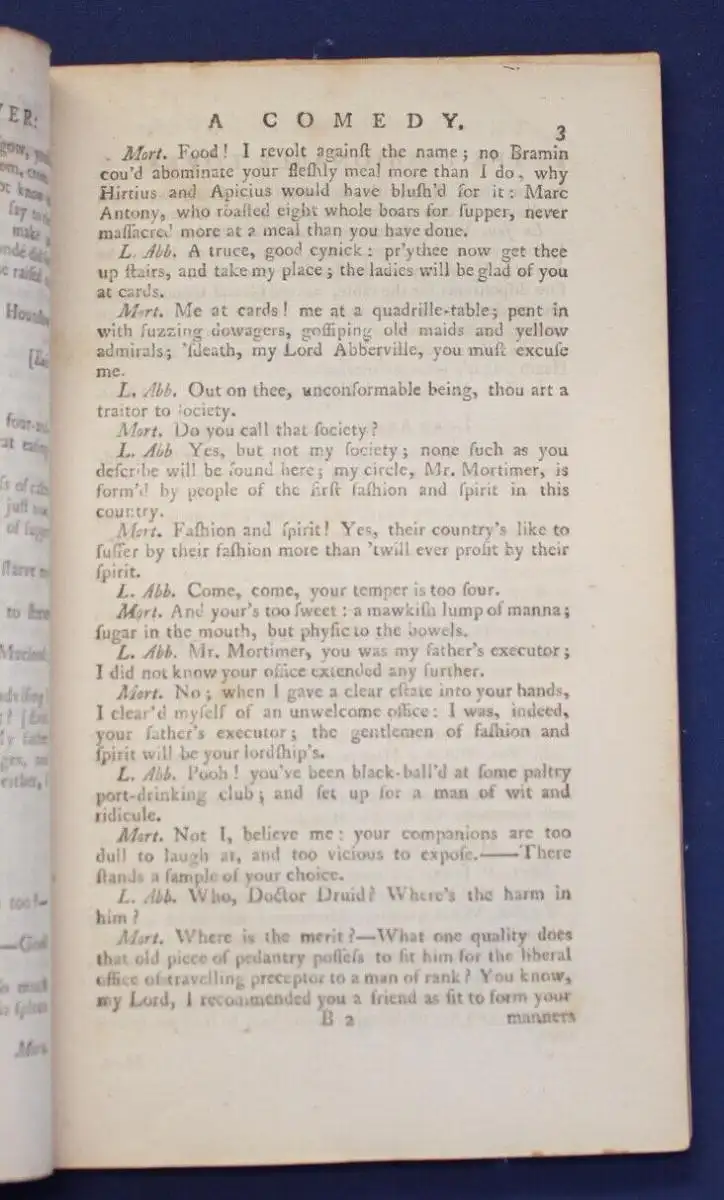 A COMEDY. 3
Mort. Food! I revolt againſt the name; no Bramin
cou'd abominate your fleſhly meal more than I do, why
Hirtius and Apicius would have bluſh'd for it: Marc
Antony, who roaſted eight whole boars for ſupper, never
maſſacred more at a meal than you have done.
L. Abb. A truce, good cynick: pr'ythee now get thee
up ſtairs, and take my place; the ladies will be glad of you
at cards.
Mort. Me at cards! me at a quadrille-table; pent in
with fuzzing dowagers, goſſiping old maids and yellow
admirals; 'ſdeath, my Lord Abberville, you muſt excuſe
me.
L. Abb. Out on thee, unconformable being, thou art a
traitor to ſociety.
Mort. Do you call that ſociety?
L. Abb Yes, but not my ſociety; none ſuch as you
deſcribe will be found here; my circle, Mr. Mortimer, is
form'd by people of the firſt faſhion and ſpirit in this
country.
Mort. Faſhion and ſpirit! Yes, their country's like to
ſuffer by their faſhion more than 'twill ever profit by their
ſpirit.
L. Abb. Come, come, your temper is too ſour.
Mort. And your's too ſweet: a mawkiſh lump of manna;
ſugar in the mouth, but phyſic to the bowels.
L. Abb. Mr. Mortimer, you was my father's executor;
I did not know your office extended any further.
Mort. No; when I gave a clear eſtate into your hands,
I clear'd myſelf of an unwelcome office: I was, indeed,
your father's executor; the gentlemen of faſhion and
ſpirit will be your lordſhip's.
L. Abb. Pooh! you've been black-ball'd at ſome paltry
port-drinking club; and ſet up for a man of wit and
ridicule.
Mort. Not I, believe me: your companions are too
dull to laugh at, and too vicious to expoſe.——There
ſtands a ſample of your choice.
L. Abb. Who, Doctor Druid? Where's the harm in
him?
Mort. Where is the merit?—What one quality does
that old piece of pedantry poſſeſs to fit him for the liberal
office of travelling preceptor to a man of rank? You know,
my Lord, I recommended you a friend as fit to form your
B 2 manners